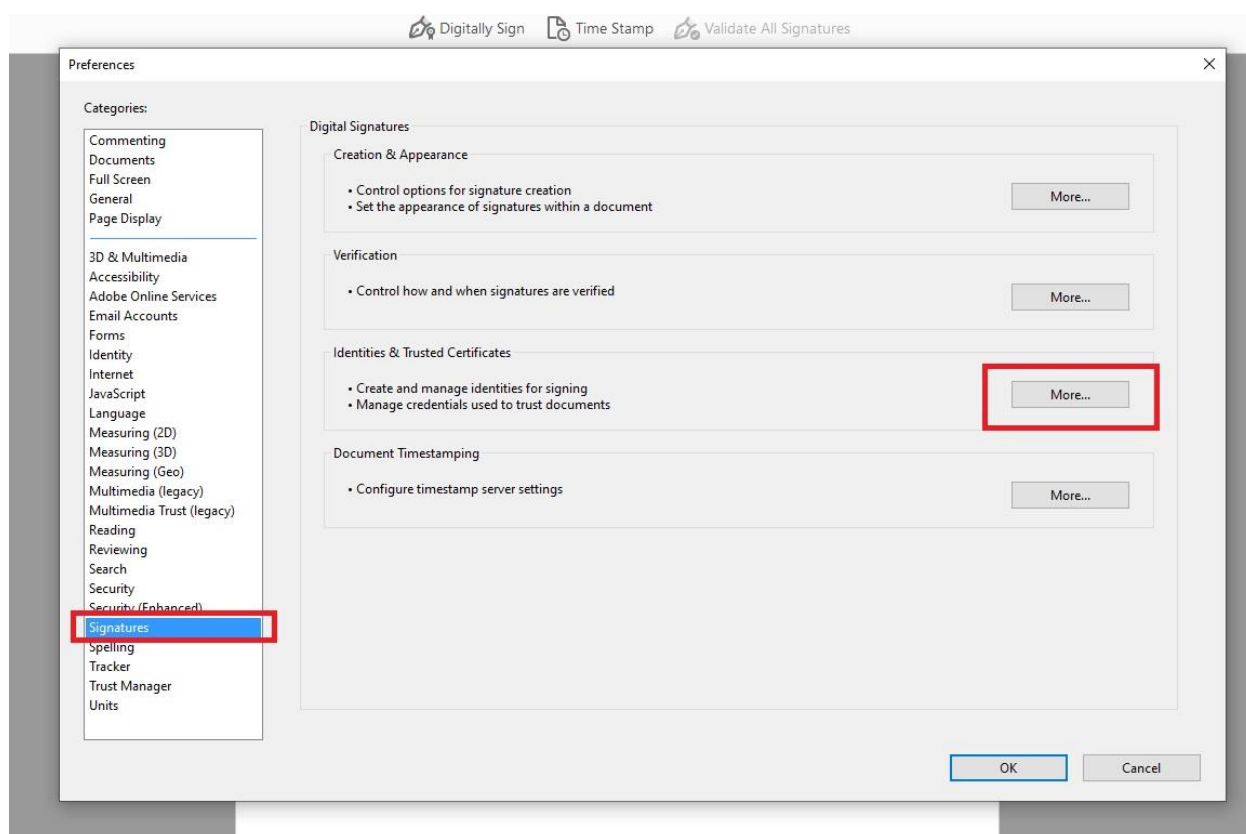 Digitally Sign Time Stamp Validate All Signatures
Preferences
Categories:
Commenting
Documents
Full Screen
General
Page Display
3D & Multimedia
Accessibility
Adobe Online Services
Email Accounts
Forms
Identity
Internet
JavaScript
Language
Measuring (2D)
Measuring (3D)
Measuring (Geo)
Multimedia (legacy)
Multimedia Trust (legacy)
Reading
Reviewing
Search
Security
Security (Enhanced)
Signatures
Spelling
Tracker
Trust Manager
Units
Digital Signatures
Creation & Appearance
• Control options for signature creation
• Set the appearance of signatures within a document
More...
Verification
• Control how and when signatures are verified
More...
Identities & Trusted Certificates
• Create and manage identities for signing
• Manage credentials used to trust documents
More...
Document Timestamping
• Configure timestamp server settings
More...
OK Cancel